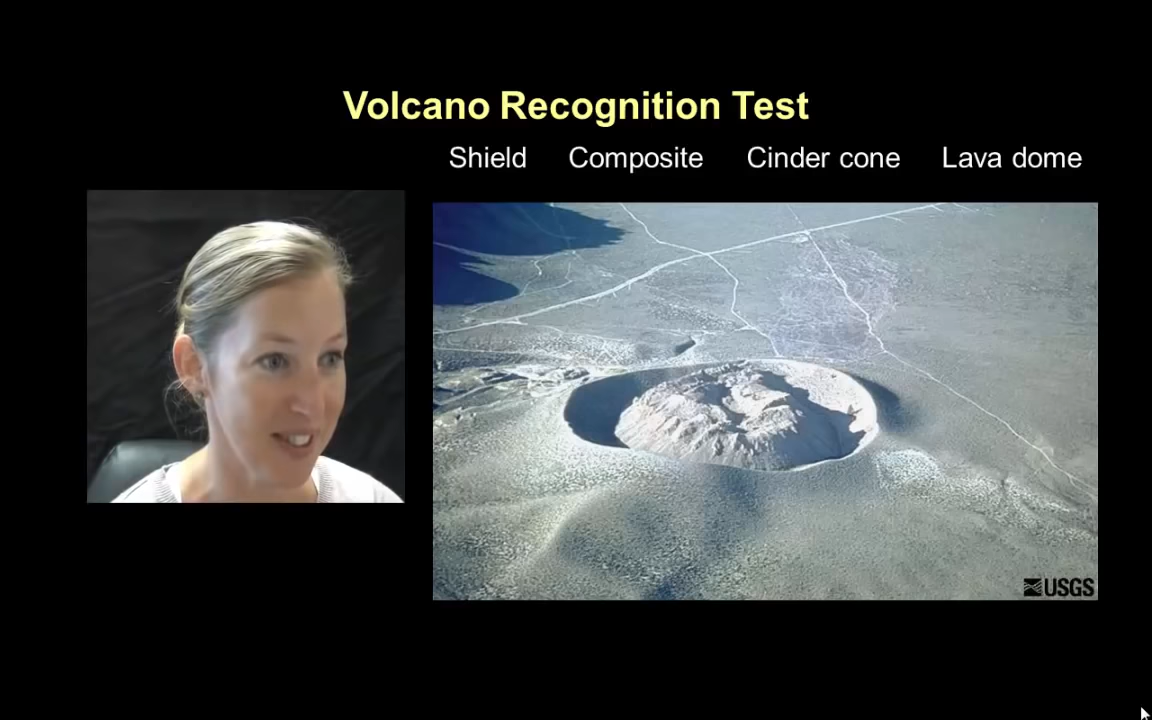 Volcano Recognition Test
Shield Composite Cinder cone Lava dome
USGS